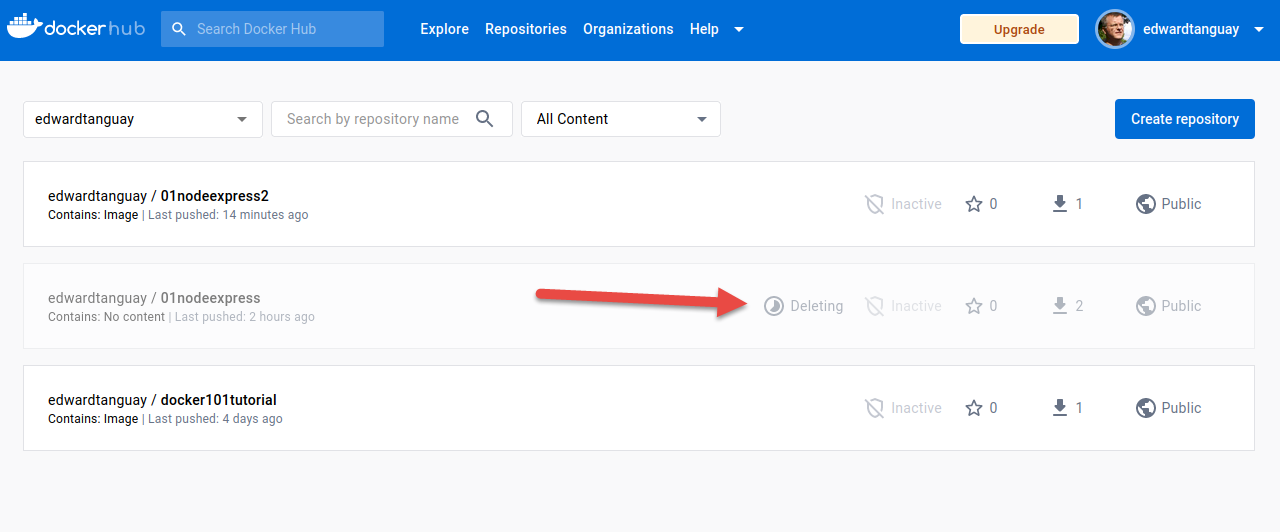 dockerhub Search Docker Hub Explore Repositories Organizations Help Upgrade edwardtanguay
edwardtanguay Search by repository name All Content Create repository
edwardtanguay / 01nodeexpress2
Contains: Image | Last pushed: 14 minutes ago
Inactive 0 1 Public
edwardtanguay / 01nodeexpress
Contains: No content | Last pushed: 2 hours ago
Deleting Inactive 0 2 Public
edwardtanguay / docker101tutorial
Contains: Image | Last pushed: 4 days ago
Inactive 0 1 Public